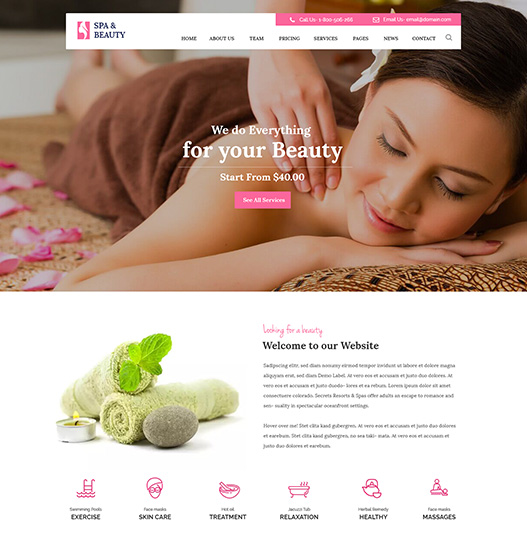 SPA &
BEAUTY
Call Us- 1-800-506-268
Email Us- email@domain.com
HOME ABOUT US TEAM PRICING SERVICES PAGES NEWS CONTACT
We do Everything
for your Beauty
Start From $40.00
See All Services
Looking for a beauty
Welcome to our Website
Sadipscing elitr, sed diam nonumy eirmod tempor invidunt ut labore et dolore magna
aliquyam erat, sed diam Demo Label. At vero eos et accusam et justo duo dolores. At
vero eos et accusam et justo duodo- lores et ea rebum. Lorem ipsum dolor sit amet
consectuere colorado. Secrets Resorts & Spas offer adults an escape to romance and
sen- suality in spectacular oceanfront settings.
Hover over me! Stet clita kasd gubergren. At vero eos et accusam et justo duo dolores
et earebum. Stet clita kasd gubergren, no sea taki- mata. At vero eos et accusam et
justo duo dolores et earebum.
Swimming Pools
EXERCISE
Face masks
SKIN CARE
Hot oil
TREATMENT
Jacuzzi Tub
RELAXATION
Herbal Remedy
HEALTHY
Face masks
MASSAGES